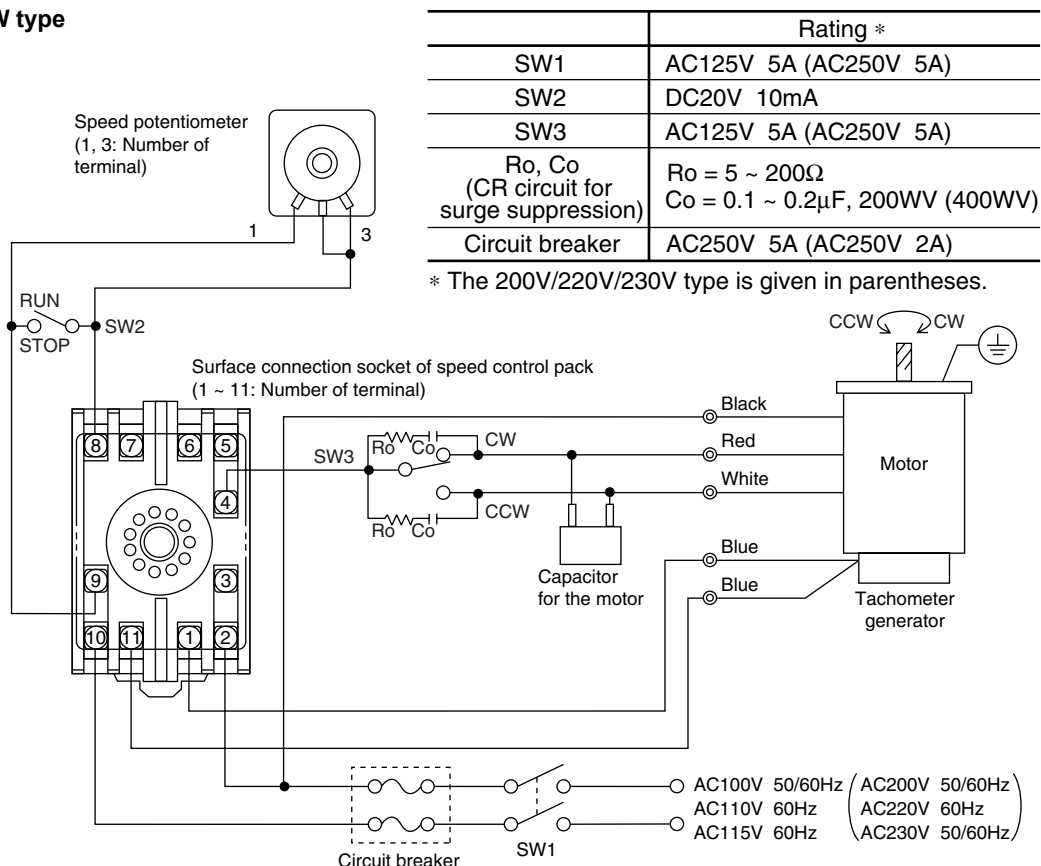 W type
Rating *
SW1 AC125V 5A (AC250V 5A)
SW2 DC20V 10mA
SW3 AC125V 5A (AC250V 5A)
Ro, Co
(CR circuit for
surge suppression)
Ro = 5 ~ 200Ω
Co = 0.1 ~ 0.2µF, 200WV (400WV)
Circuit breaker AC250V 5A (AC250V 2A)
* The 200V/220V/230V type is given in parentheses.
Speed potentiometer
(1, 3: Number of
terminal)
1
3
RUN
STOP
SW2
Surface connection socket of speed control pack
(1 ~ 11: Number of terminal)
8 7 6 5
4
9 3
10 11 1 2
SW3
Ro Co
CW
CCW
Ro Co
Capacitor
for the motor
Black
Red
White
Blue
Blue
CCW CW
Motor
Tachometer
generator
Circuit breaker
SW1
AC100V 50/60Hz (AC200V 50/60Hz
AC110V 60Hz AC220V 60Hz
AC115V 60Hz AC230V 50/60Hz)